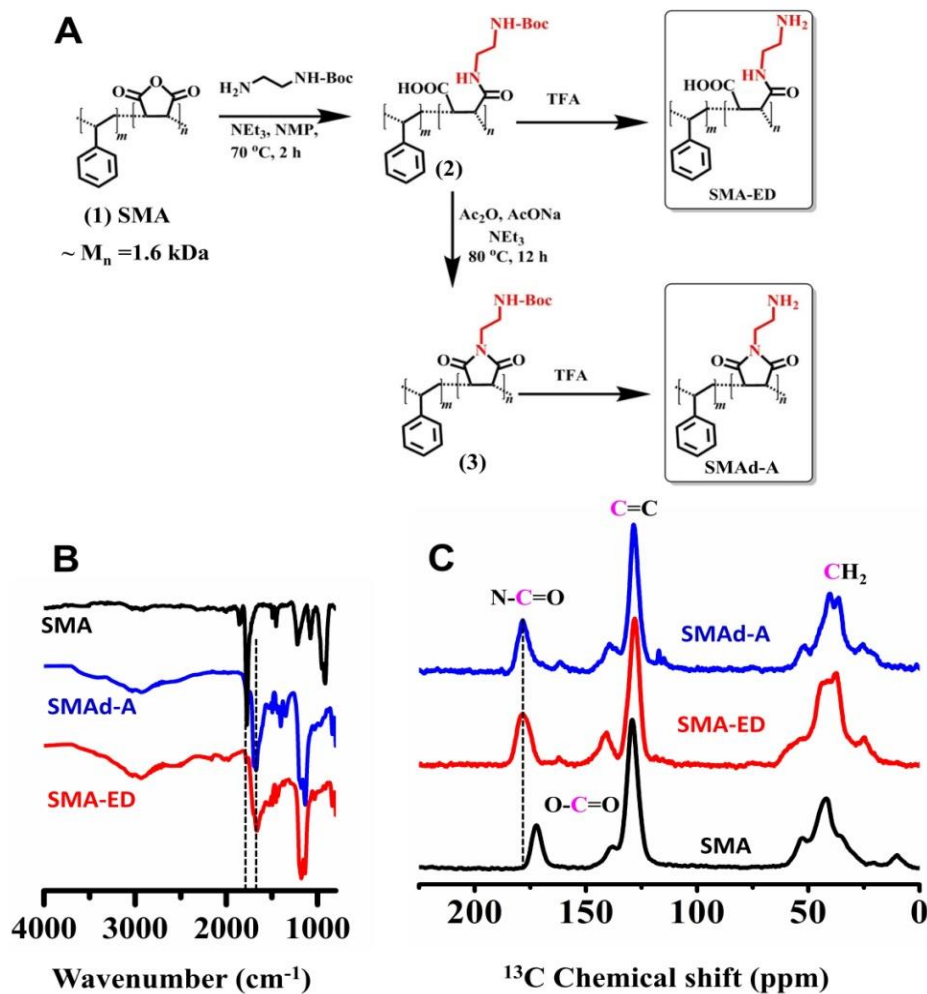 A
NH-Boc
NH2
H2N
NH-Boc
HN
HN
O
O
O
HO
O
O
HOOC
O
NEt3, NMP,
70 °C, 2 h
TFA
m
n
m
n
m
n
(2)
SMA-ED
(1) SMA
~ Mn =1.6 kDa
Ac2O, AcONa
NEt3
80 °C, 12 h
NH-Boc
NH2
N
N
O
O
O
O
TFA
m
n
m
n
(3)
SMAd-A
B
SMA
SMAd-A
SMA-ED
4000
3000
2000
1000
Wavenumber (cm-1)
C
C=C
N-C=O
CH2
SMAd-A
SMA-ED
O-C=O
SMA
200
150
100
50
0
13C Chemical shift (ppm)